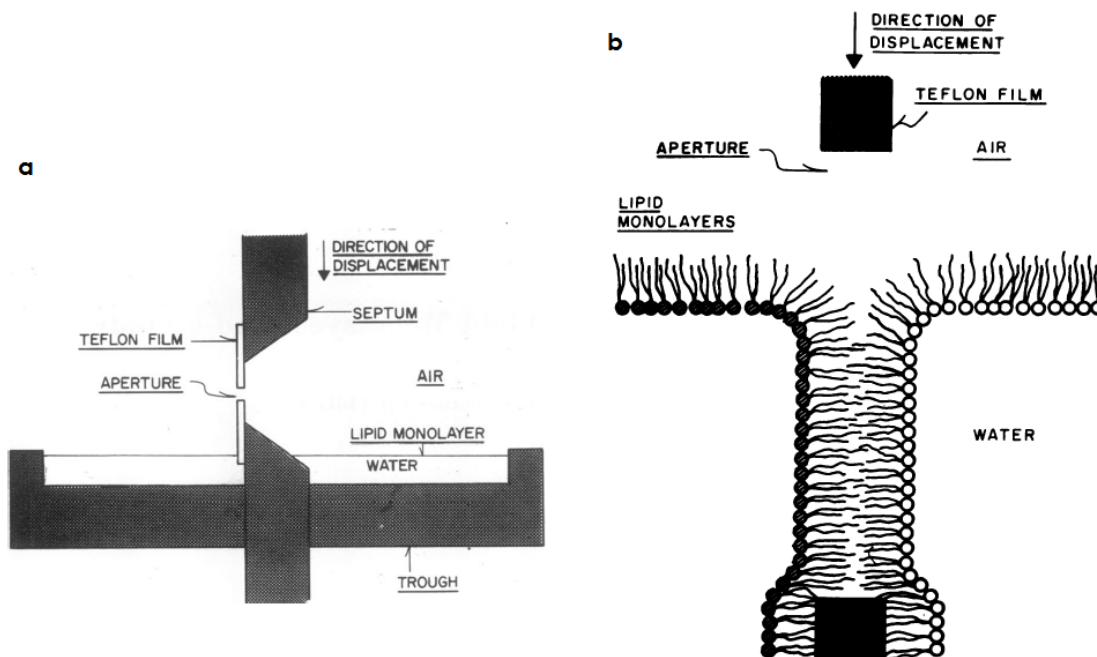 a
DIRECTION OF
DISPLACEMENT
SEPTUM
TEFLON FILM
APERTURE
AIR
LIPID MONOLAYER
WATER
TROUGH
b
DIRECTION OF
DISPLACEMENT
TEFLON FILM
APERTURE
AIR
LIPID
MONOLAYERS
WATER